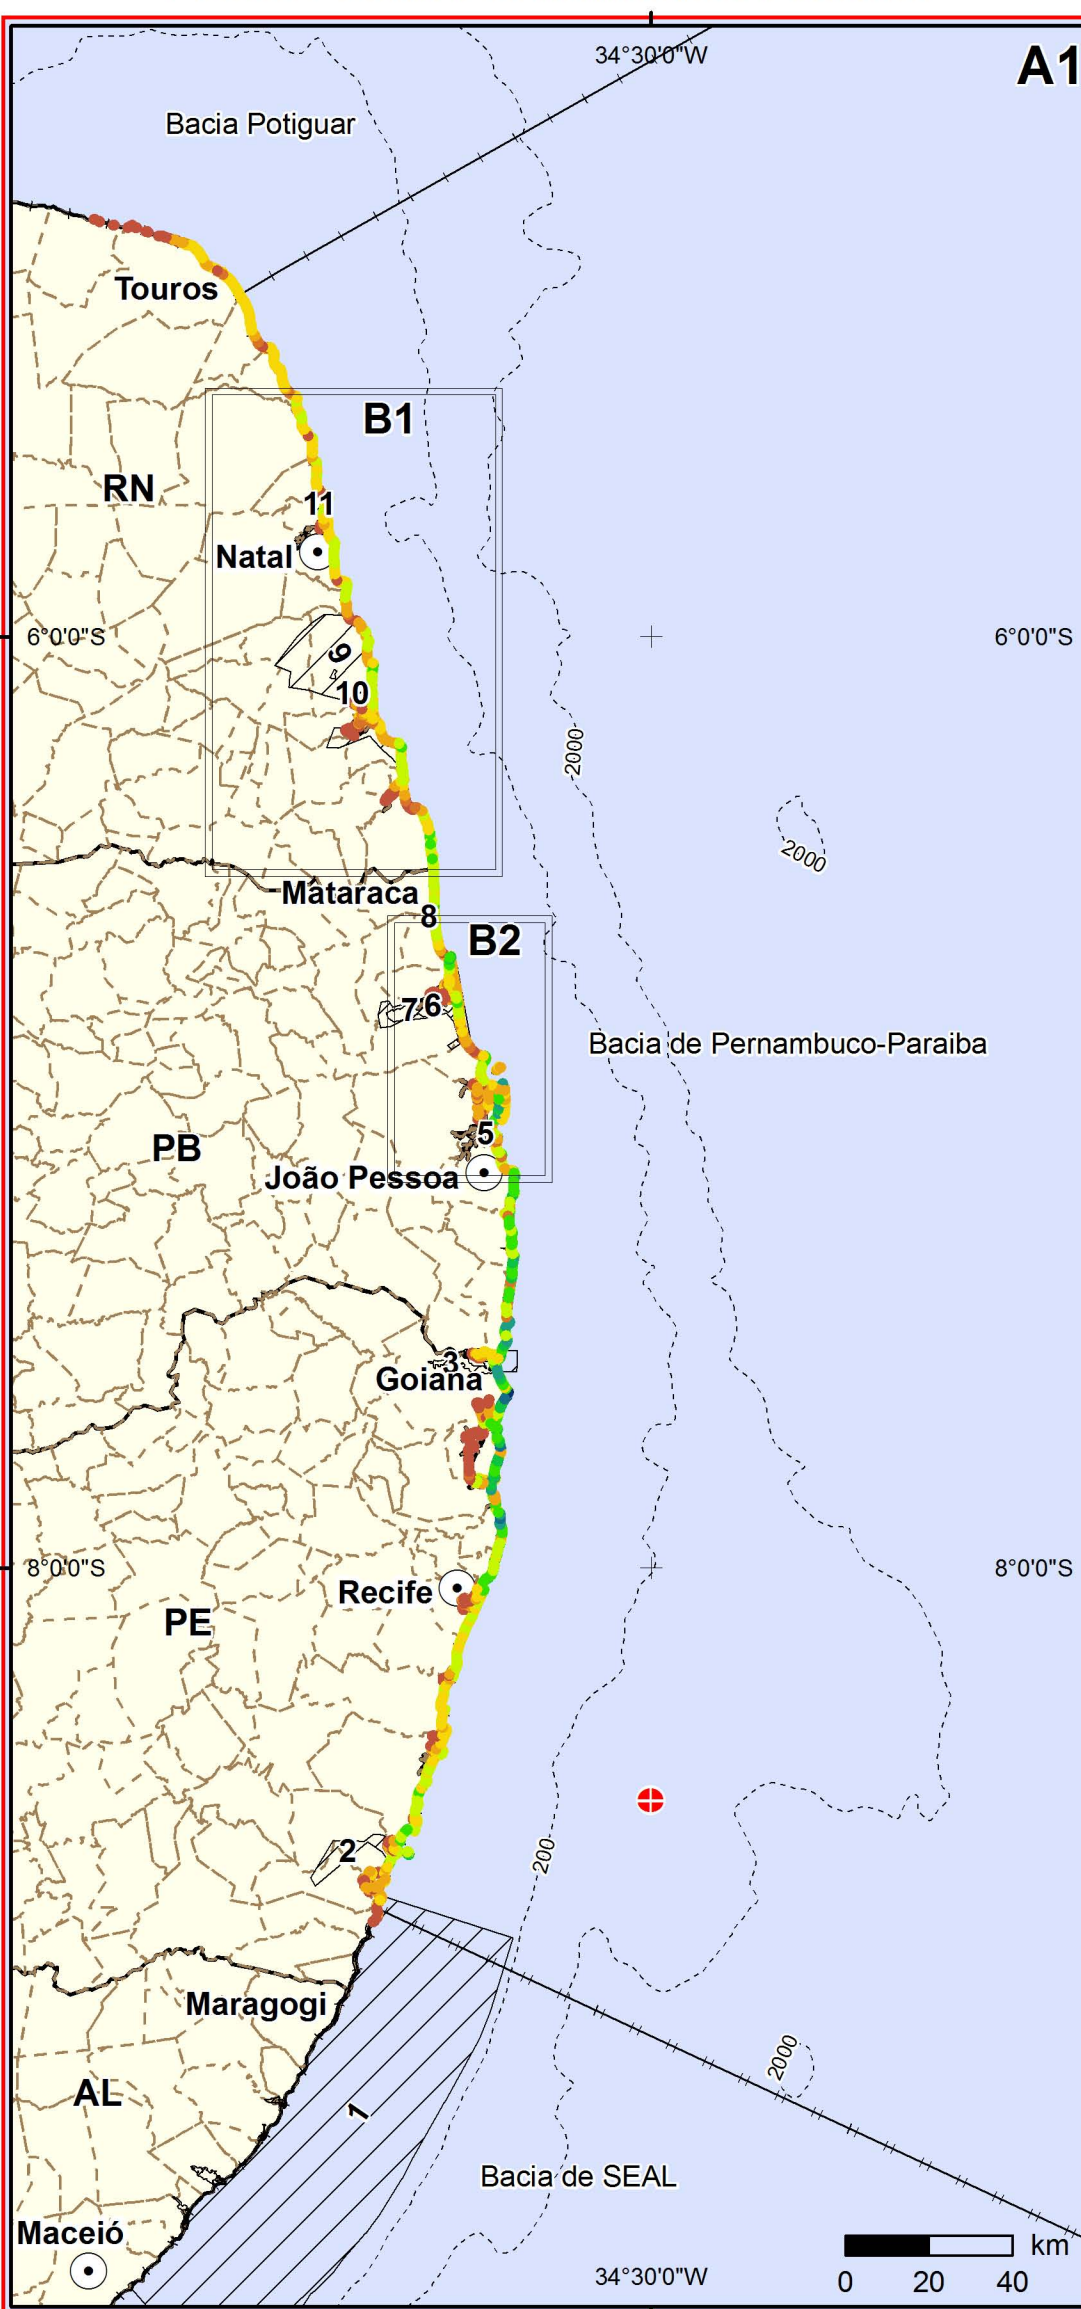 34°30'0"W
A1
Bacia Potiguar
Touros
B1
RN
11
Natal
6°0'0"S
6°0'0"S
9
10
2000
2000
Mataraca
8
B2
7
6
Bacia de Pernambuco-Paraiba
5
PB
João Pessoa
3
Goiana
8°0'0"S
8°0'0"S
Recife
PE
2
200
Maragogi
2000
AL
1
Bacia de SEAL
Maceió
km
34°30'0"W
0 20 40